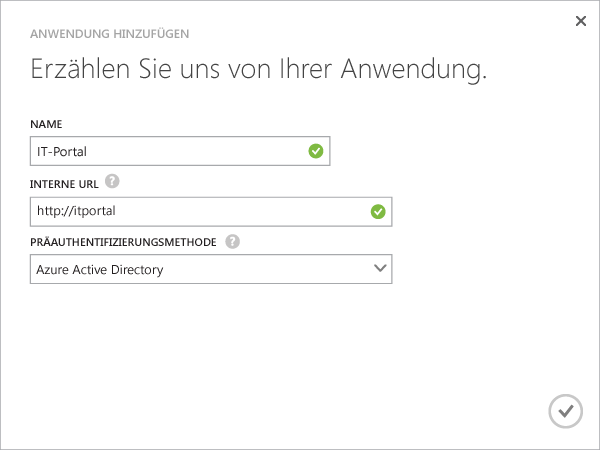 ANWENDUNG HINZUFÜGEN
Erzählen Sie uns von Ihrer Anwendung.
NAME
IT-Portal
INTERNE URL ?
http://itportal
PRÄAUTHENTIFIZIERUNGSMETHODE ?
Azure Active Directory